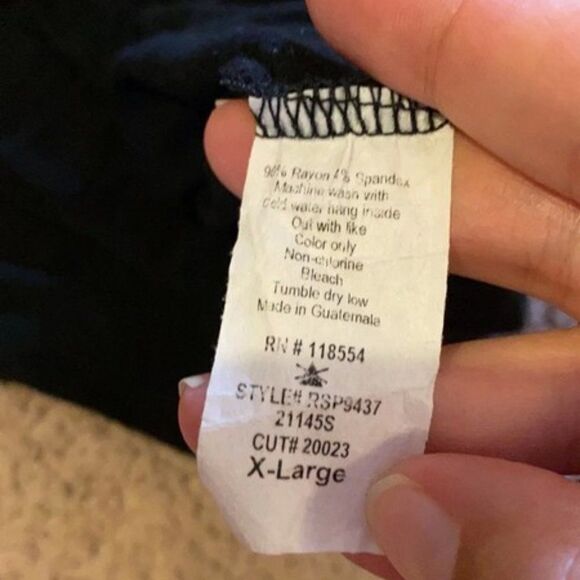 Rayon 4% Spandex
Machine wash with
cold water hang inside
Out with like
Color only
Non-chlorine
Bleach
Tumble dry low
Made in Guatemala
RN # 118554
STYLE# RSP9437
21145S
CUT# 20023
X-Large